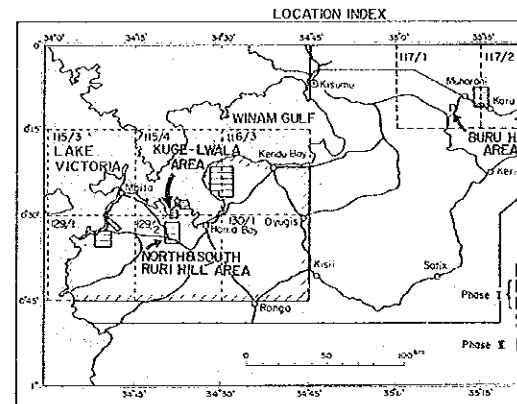 LOCATION INDEX
34°0' 34°15' 34°30' 34°45' 35°0' 35°15'
0°
117/1 117/2
Muhoroni
Koru
Kisumu
WINAM GULF
0°15'
115/3 115/4 116/3
LAKE VICTORIA
KUGE-LWALA AREA
BURU H
AREA
Kendu Bay
Mbita
Ker
0°30'
129/1 129/2 130/1
Oyugis
Homa Bay
NORTH&SOUTH RURI HILL AREA
Kisii
Sotik
0°45'
Rongo
Phase I
Phase II
0 50 100km
1°
34°15' 34°30' 34°45' 35°0' 35°15'